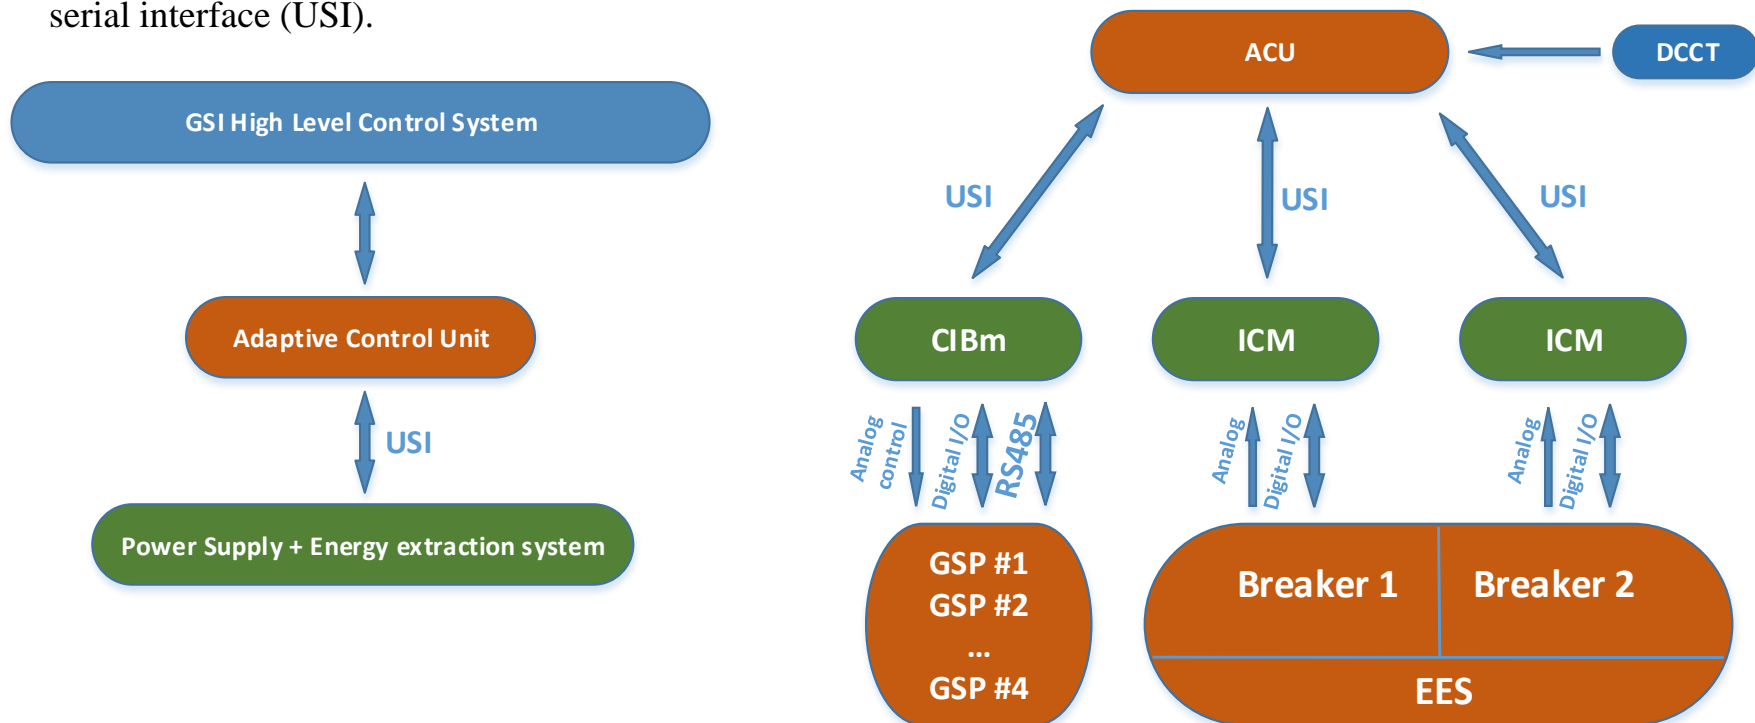 serial interface (USI).
GSI High Level Control System
Adaptive Control Unit
USI
Power Supply + Energy extraction system
ACU
DCCT
USI
USI
USI
CIBm
ICM
ICM
Analog
control
Digital I/O
RS485
Analog
Digital I/O
Analog
Digital I/O
GSP #1
GSP #2
...
GSP #4
Breaker 1
Breaker 2
EES